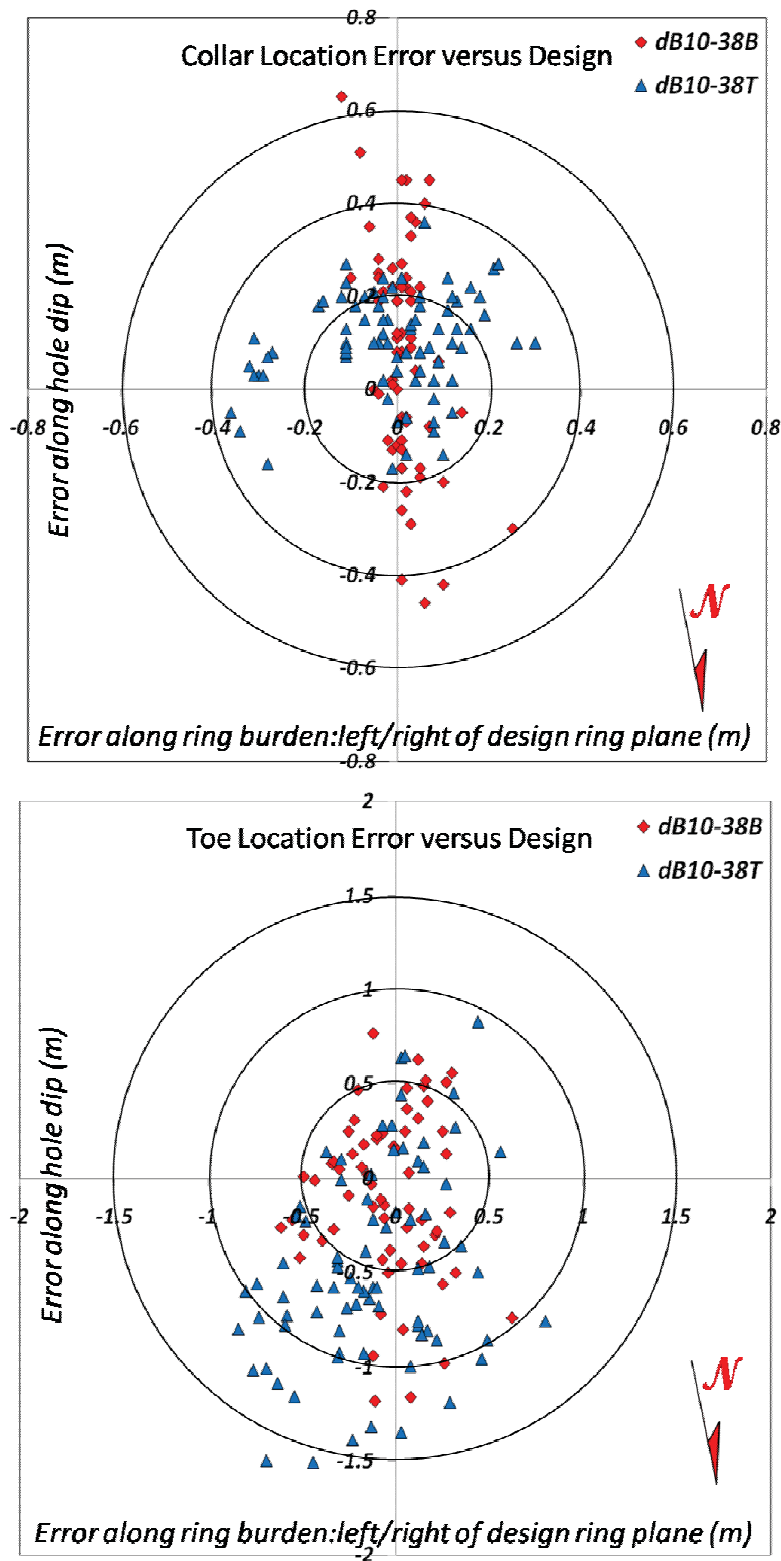 0.8
Collar Location Error versus Design
dB10-38B
dB10-38T
0.6
0.4
0.2
0
-0.8 -0.6 -0.4 -0.2 0 0.2 0.4 0.6 0.8
-0.2
-0.4
-0.6
-0.8
Error along hole dip (m)
N
Error along ring burden:left/right of design ring plane (m)
2
Toe Location Error versus Design
dB10-38B
dB10-38T
1.5
1
0.5
0
-2 -1.5 -1 -0.5 0 0.5 1 1.5 2
-0.5
-1
-1.5
-2
Error along hole dip (m)
N
Error along ring burden:left/right of design ring plane (m)